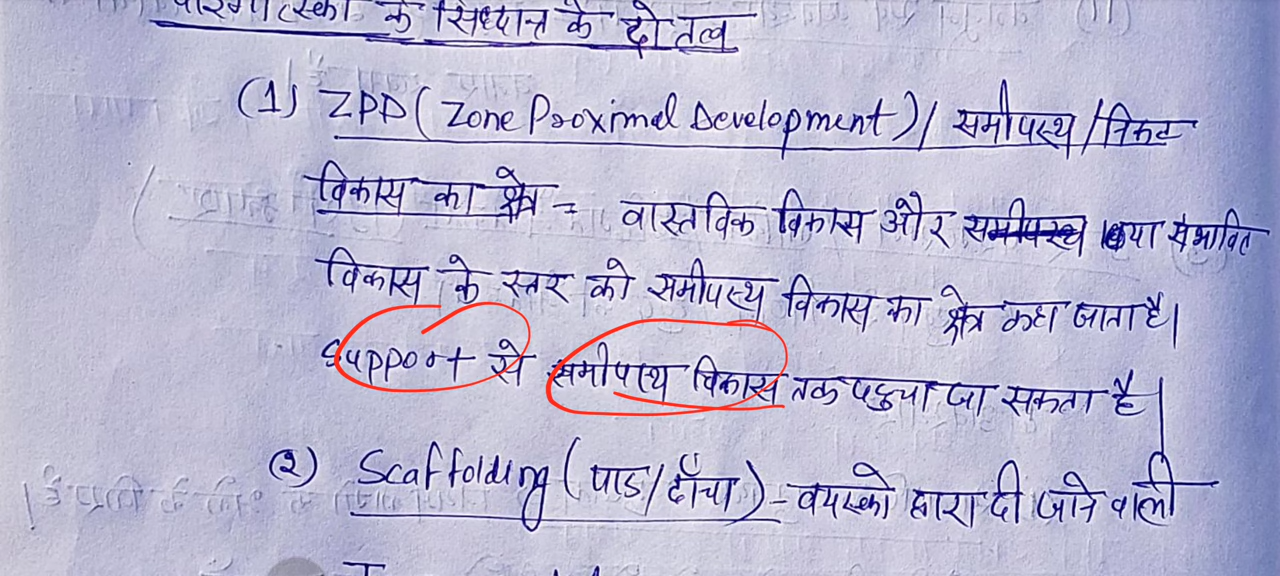 के सिध्दान्त के दो तत्व
(1) ZPD (Zone Proximal Development) / समीपस्थ / निकट
विकास का क्षेत्र = वास्तविक विकास और समीपस्थ तथा संभावित
विकास के स्तर को समीपस्थ विकास का क्षेत्र कहा जाता है।
Support से समीपस्थ विकास तक पहुचा जा सकता है।
(2) Scaffolding (पाड/ढाँचा) - वयस्को द्वारा दी जाने वाली